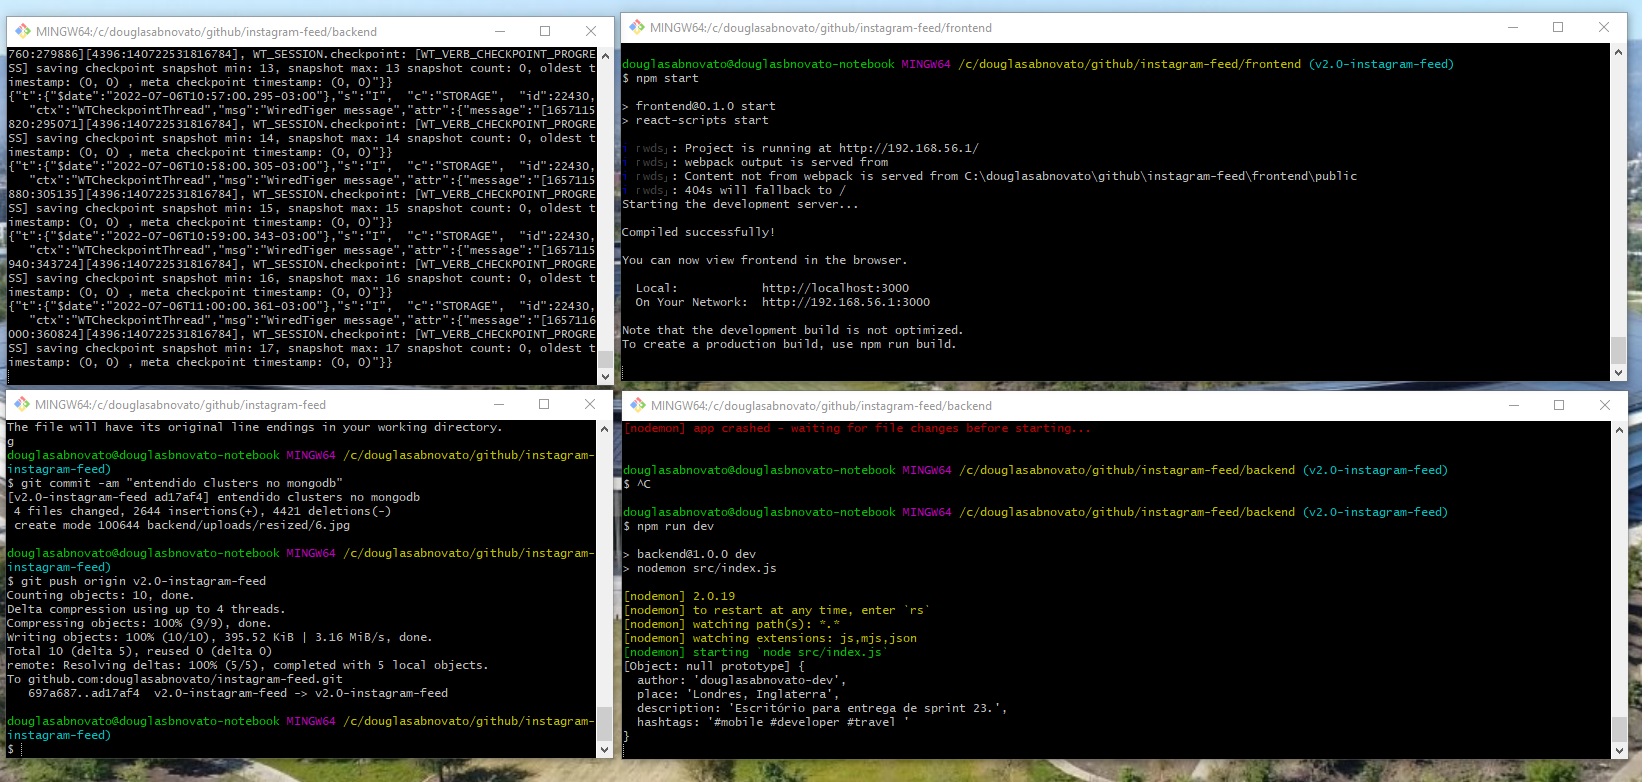 MINGW64:/c/douglasabnovato/github/instagram-feed/backend
760:279886][4396:140722531816784], WT_SESSION.checkpoint: [WT_VERB_CHECKPOINT_PROGRE
SS] saving checkpoint snapshot min: 13, snapshot max: 13 snapshot count: 0, oldest t
imestamp: (0, 0) , meta checkpoint timestamp: (0, 0)"}}
{"t":{"$date":"2022-07-06T10:57:00.295-03:00"},"s":"I",  "c":"STORAGE",  "id":22430,
   "ctx":"WTCheckpointThread","msg":"WiredTiger message","attr":{"message":"[1657115
820:295071][4396:140722531816784], WT_SESSION.checkpoint: [WT_VERB_CHECKPOINT_PROGRE
SS] saving checkpoint snapshot min: 14, snapshot max: 14 snapshot count: 0, oldest t
imestamp: (0, 0) , meta checkpoint timestamp: (0, 0)"}}
{"t":{"$date":"2022-07-06T10:58:00.305-03:00"},"s":"I",  "c":"STORAGE",  "id":22430,
   "ctx":"WTCheckpointThread","msg":"WiredTiger message","attr":{"message":"[1657115
880:305135][4396:140722531816784], WT_SESSION.checkpoint: [WT_VERB_CHECKPOINT_PROGRE
SS] saving checkpoint snapshot min: 15, snapshot max: 15 snapshot count: 0, oldest t
imestamp: (0, 0) , meta checkpoint timestamp: (0, 0)"}}
{"t":{"$date":"2022-07-06T10:59:00.343-03:00"},"s":"I",  "c":"STORAGE",  "id":22430,
   "ctx":"WTCheckpointThread","msg":"WiredTiger message","attr":{"message":"[1657115
940:343724][4396:140722531816784], WT_SESSION.checkpoint: [WT_VERB_CHECKPOINT_PROGRE
SS] saving checkpoint snapshot min: 16, snapshot max: 16 snapshot count: 0, oldest t
imestamp: (0, 0) , meta checkpoint timestamp: (0, 0)"}}
{"t":{"$date":"2022-07-06T11:00:00.361-03:00"},"s":"I",  "c":"STORAGE",  "id":22430,
   "ctx":"WTCheckpointThread","msg":"WiredTiger message","attr":{"message":"[1657116
000:360824][4396:140722531816784], WT_SESSION.checkpoint: [WT_VERB_CHECKPOINT_PROGRE
SS] saving checkpoint snapshot min: 17, snapshot max: 17 snapshot count: 0, oldest t
imestamp: (0, 0) , meta checkpoint timestamp: (0, 0)"}}
MINGW64:/c/douglasabnovato/github/instagram-feed/frontend
douglasabnovato@douglasbnovato-notebook MINGW64 /c/douglasabnovato/github/instagram-feed/frontend (v2.0-instagram-feed)
$ npm start
> frontend@0.1.0 start
> react-scripts start
i ｢wds｣: Project is running at http://192.168.56.1/
i ｢wds｣: webpack output is served from
i ｢wds｣: Content not from webpack is served from C:\douglasabnovato\github\instagram-feed\frontend\public
i ｢wds｣: 404s will fallback to /
Starting the development server...
Compiled successfully!
You can now view frontend in the browser.
  Local:            http://localhost:3000
  On Your Network:  http://192.168.56.1:3000
Note that the development build is not optimized.
To create a production build, use npm run build.
MINGW64:/c/douglasabnovato/github/instagram-feed
The file will have its original line endings in your working directory.
g
douglasabnovato@douglasbnovato-notebook MINGW64 /c/douglasabnovato/github/instagram-
instagram-feed)
$ git commit -am "entendido clusters no mongodb"
[v2.0-instagram-feed ad17af4] entendido clusters no mongodb
 4 files changed, 2644 insertions(+), 4421 deletions(-)
 create mode 100644 backend/uploads/resized/6.jpg
douglasabnovato@douglasbnovato-notebook MINGW64 /c/douglasabnovato/github/instagram-
instagram-feed)
$ git push origin v2.0-instagram-feed
Counting objects: 10, done.
Delta compression using up to 4 threads.
Compressing objects: 100% (9/9), done.
Writing objects: 100% (10/10), 395.52 KiB | 3.16 MiB/s, done.
Total 10 (delta 5), reused 0 (delta 0)
remote: Resolving deltas: 100% (5/5), completed with 5 local objects.
To github.com:douglasabnovato/instagram-feed.git
   697a687..ad17af4  v2.0-instagram-feed -> v2.0-instagram-feed
douglasabnovato@douglasbnovato-notebook MINGW64 /c/douglasabnovato/github/instagram-
instagram-feed)
$
MINGW64:/c/douglasabnovato/github/instagram-feed/backend
[nodemon] app crashed - waiting for file changes before starting...
douglasabnovato@douglasbnovato-notebook MINGW64 /c/douglasabnovato/github/instagram-feed/backend (v2.0-instagram-feed)
$ ^C
douglasabnovato@douglasbnovato-notebook MINGW64 /c/douglasabnovato/github/instagram-feed/backend (v2.0-instagram-feed)
$ npm run dev
> backend@1.0.0 dev
> nodemon src/index.js
[nodemon] 2.0.19
[nodemon] to restart at any time, enter `rs`
[nodemon] watching path(s): *.*
[nodemon] watching extensions: js,mjs,json
[nodemon] starting `node src/index.js`
[Object: null prototype] {
  author: 'douglasabnovato-dev',
  place: 'Londres, Inglaterra',
  description: 'Escritório para entrega de sprint 23.',
  hashtags: '#mobile #developer #travel '
}